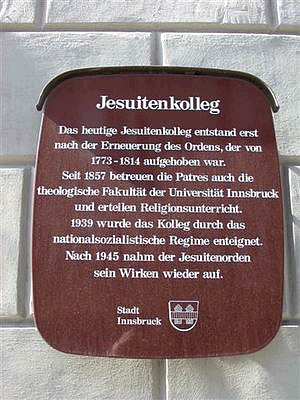 Jesuitenkolleg
Das heutige Jesuitenkolleg entstand erst
nach der Erneuerung des Ordens, der von
1773-1814 aufgehoben war.
Seit 1857 betreuen die Patres auch die
theologische Fakultät der Universität Innsbruck
und erteilen Religionsunterricht.
1939 wurde das Kolleg durch das
nationalsozialistische Regime enteignet.
Nach 1945 nahm der Jesuitenorden
sein Wirken wieder auf.
Stadt
Innsbruck